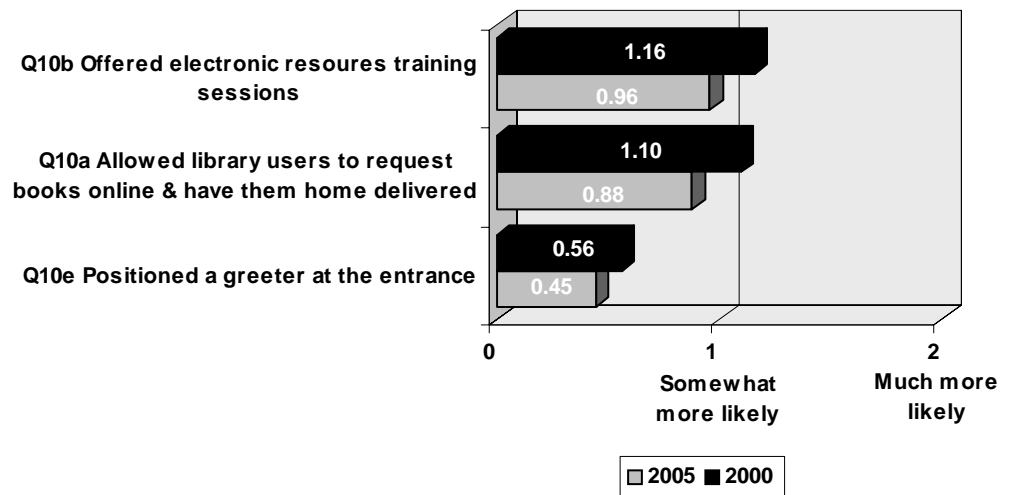 Q10b Offered electronic resoures training
sessions
1.16
0.96
Q10a Allowed library users to request
books online & have them home delivered
1.10
0.88
Q10e Positioned a greeter at the entrance
0.56
0.45
0 1 2
Somewhat
more likely
Much more
likely
2005 2000